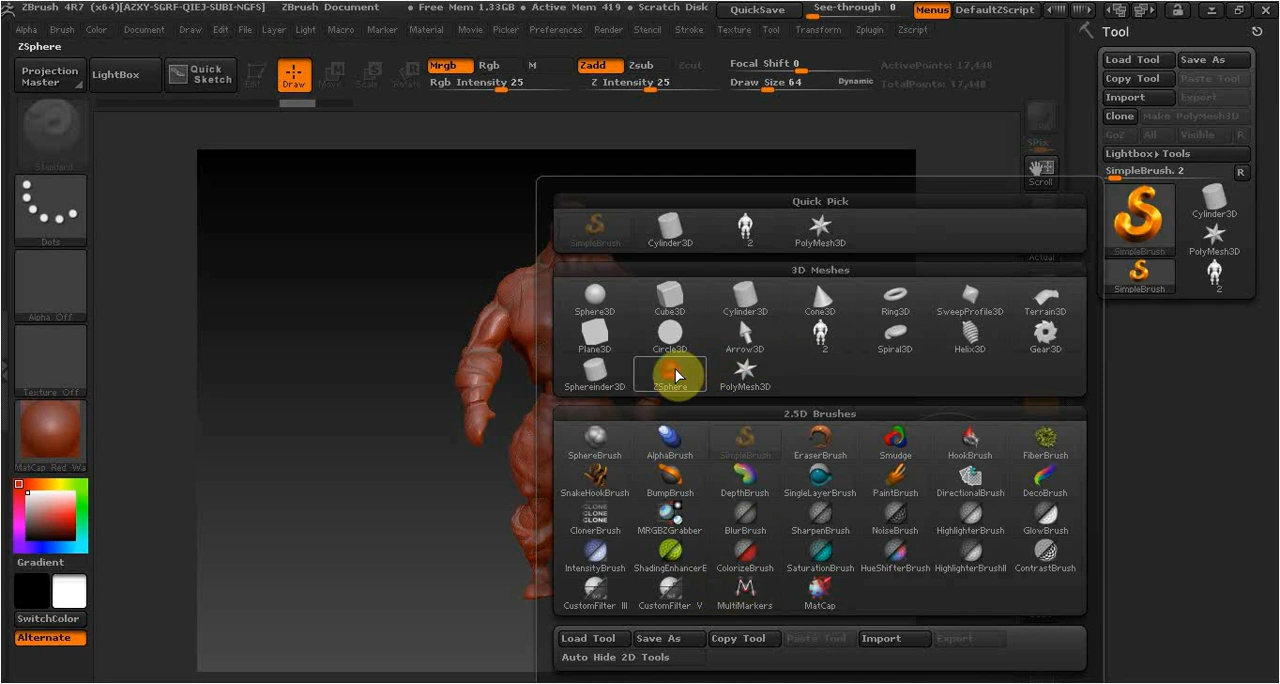 ZBrush 4R7 (x64)[AZXY-SGRF-QIEJ-SUBI-NGFS] ZBrush Document • Free Mem 1.33GB • Active Mem 419 • Scratch Disk QuickSave See-through 0 Menus DefaultZScript
Alpha Brush Color Document Draw Edit File Layer Light Macro Marker Material Movie Picker Preferences Render Stencil Stroke Texture Tool Transform Zplugin Zscript
ZSphere
Projection Master
LightBox
Quick Sketch
Edit
Draw
Move
Scale
Rotate
Mrgb Rgb M
Rgb Intensity 25
Zadd Zsub Zcut
Z Intensity 25
Focal Shift 0
Draw Size 64 Dynamic
ActivePoints: 17,448
TotalPoints: 17,448
Standard
Dots
Alpha Off
Texture Off
MatCap Red Wa
Gradient
SwitchColor
Alternate
SPix
Scroll
Actual
Quick Pick
SimpleBrush Cylinder3D 2 PolyMesh3D
3D Meshes
Sphere3D Cube3D Cylinder3D Cone3D Ring3D SweepProfile3D Terrain3D
Plane3D Circle3D Arrow3D 2 Spiral3D Helix3D Gear3D
Sphereinder3D ZSphere PolyMesh3D
2.5D Brushes
SphereBrush AlphaBrush SimpleBrush EraserBrush Smudge HookBrush FiberBrush
SnakeHookBrush BumpBrush DepthBrush SingleLayerBrush PaintBrush DirectionalBrush DecoBrush
CLONE
CLONE
CLONE
ClonerBrush MRGBZGrabber BlurBrush SharpenBrush NoiseBrush HighlighterBrush GlowBrush
IntensityBrush ShadingEnhancerE ColorizeBrush SaturationBrush HueShifterBrush HighlighterBrushII ContrastBrush
CustomFilter III CustomFilter V MultiMarkers MatCap
Load Tool Save As Copy Tool Paste Tool Import Export
Auto Hide 2D Tools
Tool
Load Tool Save As
Copy Tool Paste Tool
Import Export
Clone Make PolyMesh3D
GoZ All Visible R
Lightbox▸Tools
SimpleBrush. 2 R
SimpleBrush Cylinder3D
PolyMesh3D
SimpleBrush 2